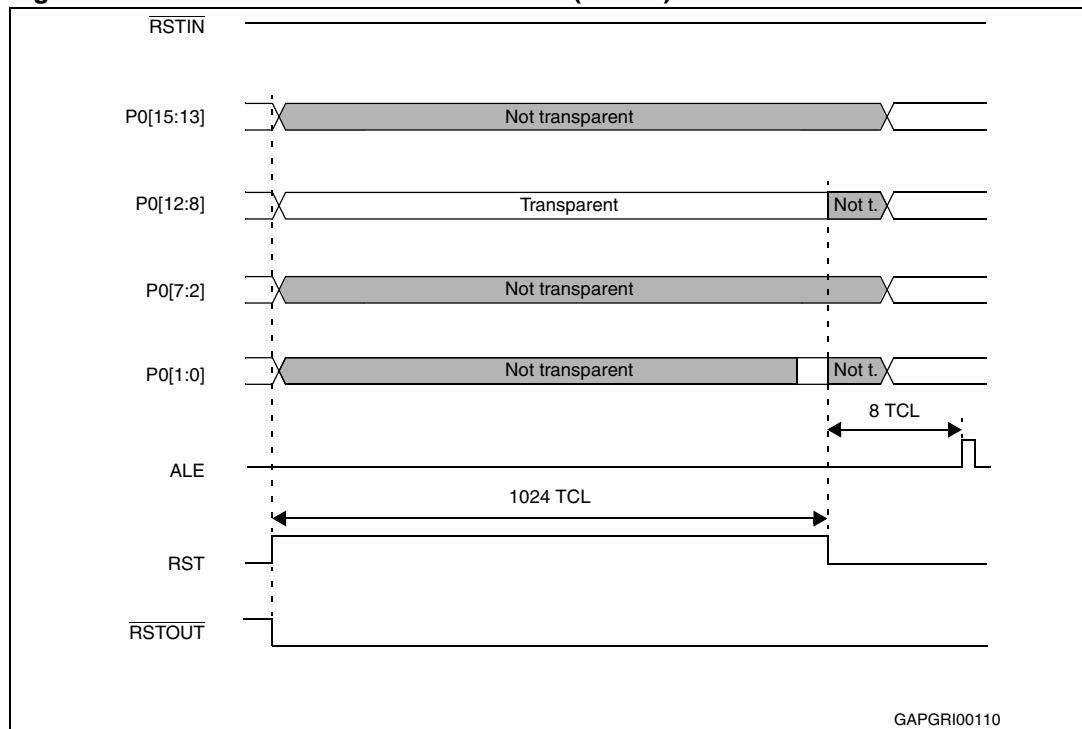 RSTIN
P0[15:13]
Not transparent
P0[12:8]
Transparent
Not t.
P0[7:2]
Not transparent
P0[1:0]
Not transparent
Not t.
8 TCL
ALE
1024 TCL
RST
RSTOUT
GAPGRI00110